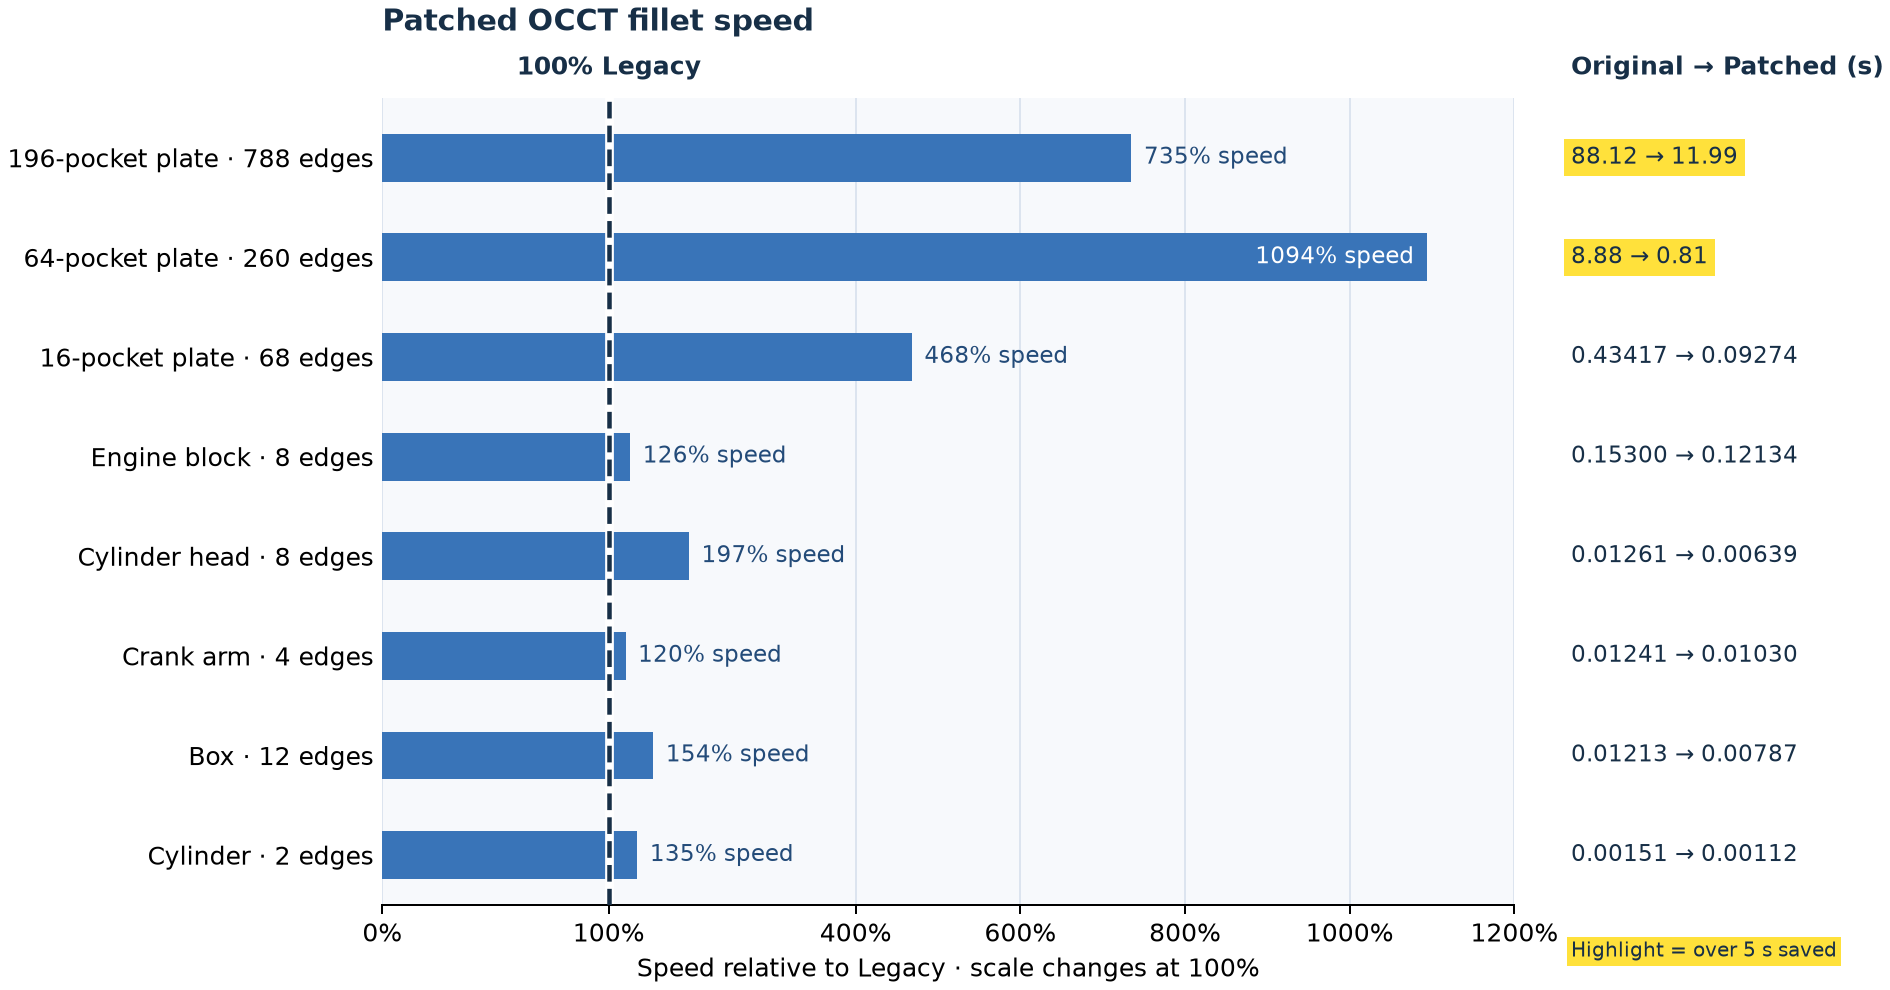 Patched OCCT fillet speed
100% Legacy
Original → Patched (s)
196-pocket plate · 788 edges
735% speed
88.12 → 11.99
64-pocket plate · 260 edges
1094% speed
8.88 → 0.81
16-pocket plate · 68 edges
468% speed
0.43417 → 0.09274
Engine block · 8 edges
126% speed
0.15300 → 0.12134
Cylinder head · 8 edges
197% speed
0.01261 → 0.00639
Crank arm · 4 edges
120% speed
0.01241 → 0.01030
Box · 12 edges
154% speed
0.01213 → 0.00787
Cylinder · 2 edges
135% speed
0.00151 → 0.00112
0% 100% 400% 600% 800% 1000% 1200%
Highlight = over 5 s saved
Speed relative to Legacy · scale changes at 100%